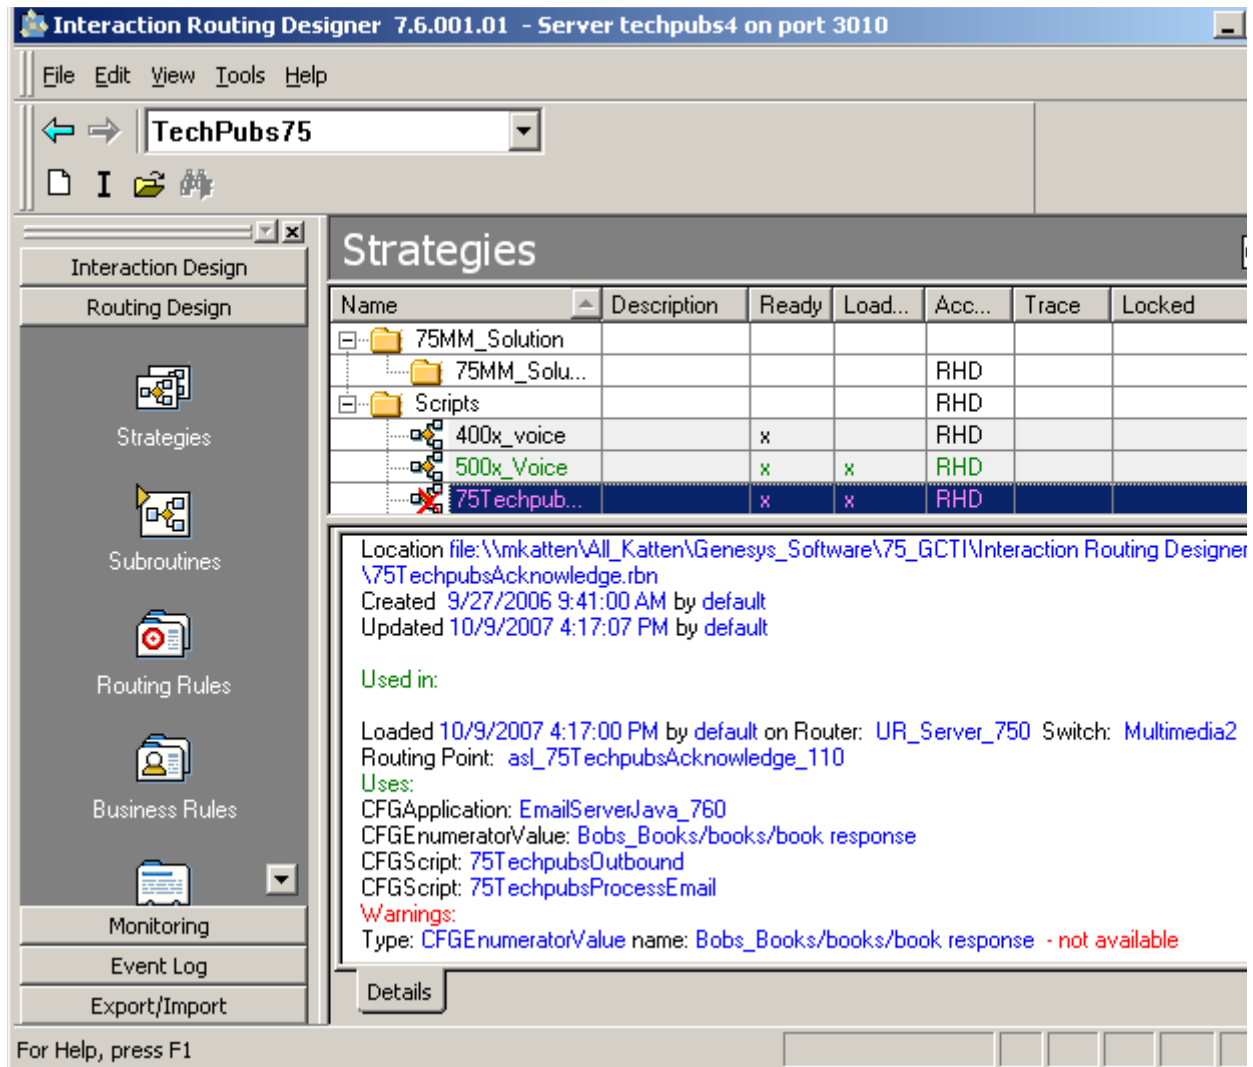 Interaction Routing Designer 7.6.001.01 - Server techpubs4 on port 3010
File Edit View Tools Help
TechPubs75
Interaction Design
Routing Design
Strategies
Subroutines
Routing Rules
Business Rules
Monitoring
Event Log
Export/Import
Strategies
Name Description Ready Load... Acc... Trace Locked
75MM_Solution
75MM_Solu... RHD
Scripts RHD
400x_voice x RHD
500x_Voice x x RHD
75Techpub... x x RHD
Location file:\\mkatten\All_Katten\Genesys_Software\75_GCTI\Interaction Routing Designer
\75TechpubsAcknowledge.rbn
Created 9/27/2006 9:41:00 AM by default
Updated 10/9/2007 4:17:07 PM by default
Used in:
Loaded 10/9/2007 4:17:00 PM by default on Router: UR_Server_750 Switch: Multimedia2
Routing Point: asl_75TechpubsAcknowledge_110
Uses:
CFGApplication: EmailServerJava_760
CFGEnumeratorValue: Bobs_Books/books/book response
CFGScript: 75TechpubsOutbound
CFGScript: 75TechpubsProcessEmail
Warnings:
Type: CFGEnumeratorValue name: Bobs_Books/books/book response - not available
Details
For Help, press F1